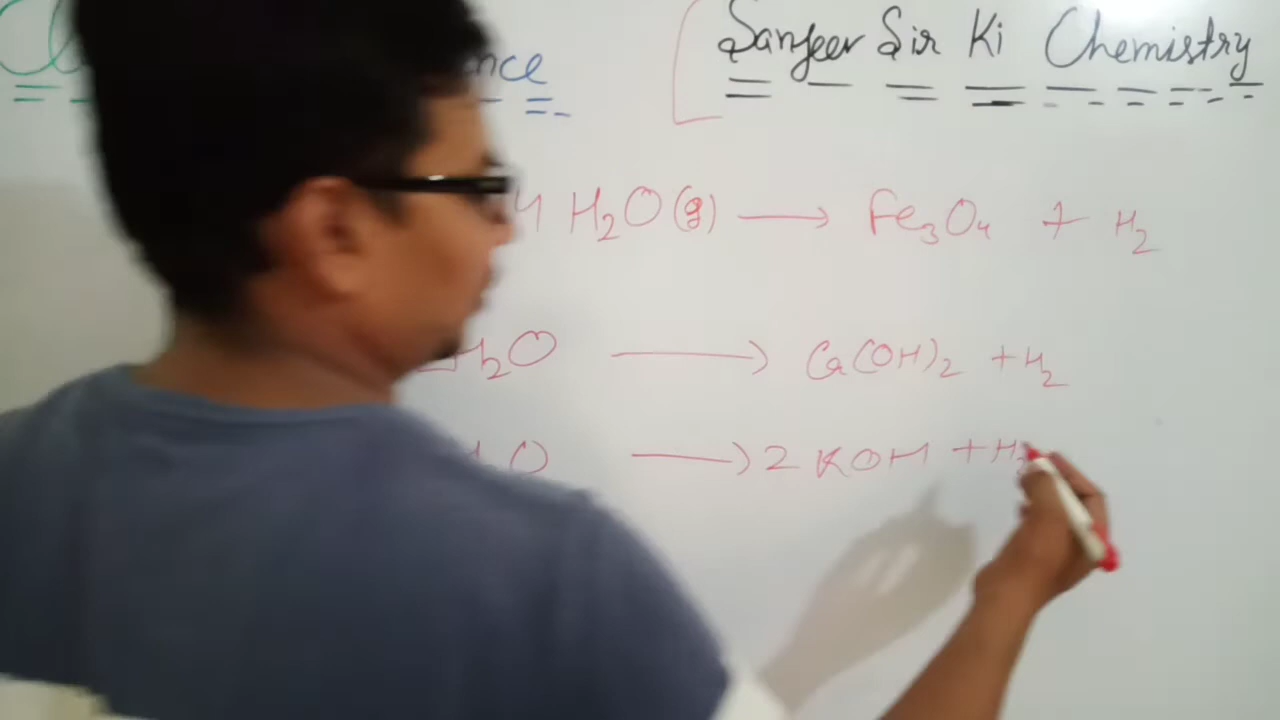 nce [Sanjeev Sir Ki Chemistry
4 H₂O(g) → Fe₃O₄ + H₂
H₂O → Ca(OH)₂ + H₂
O → 2 KOH + H₂